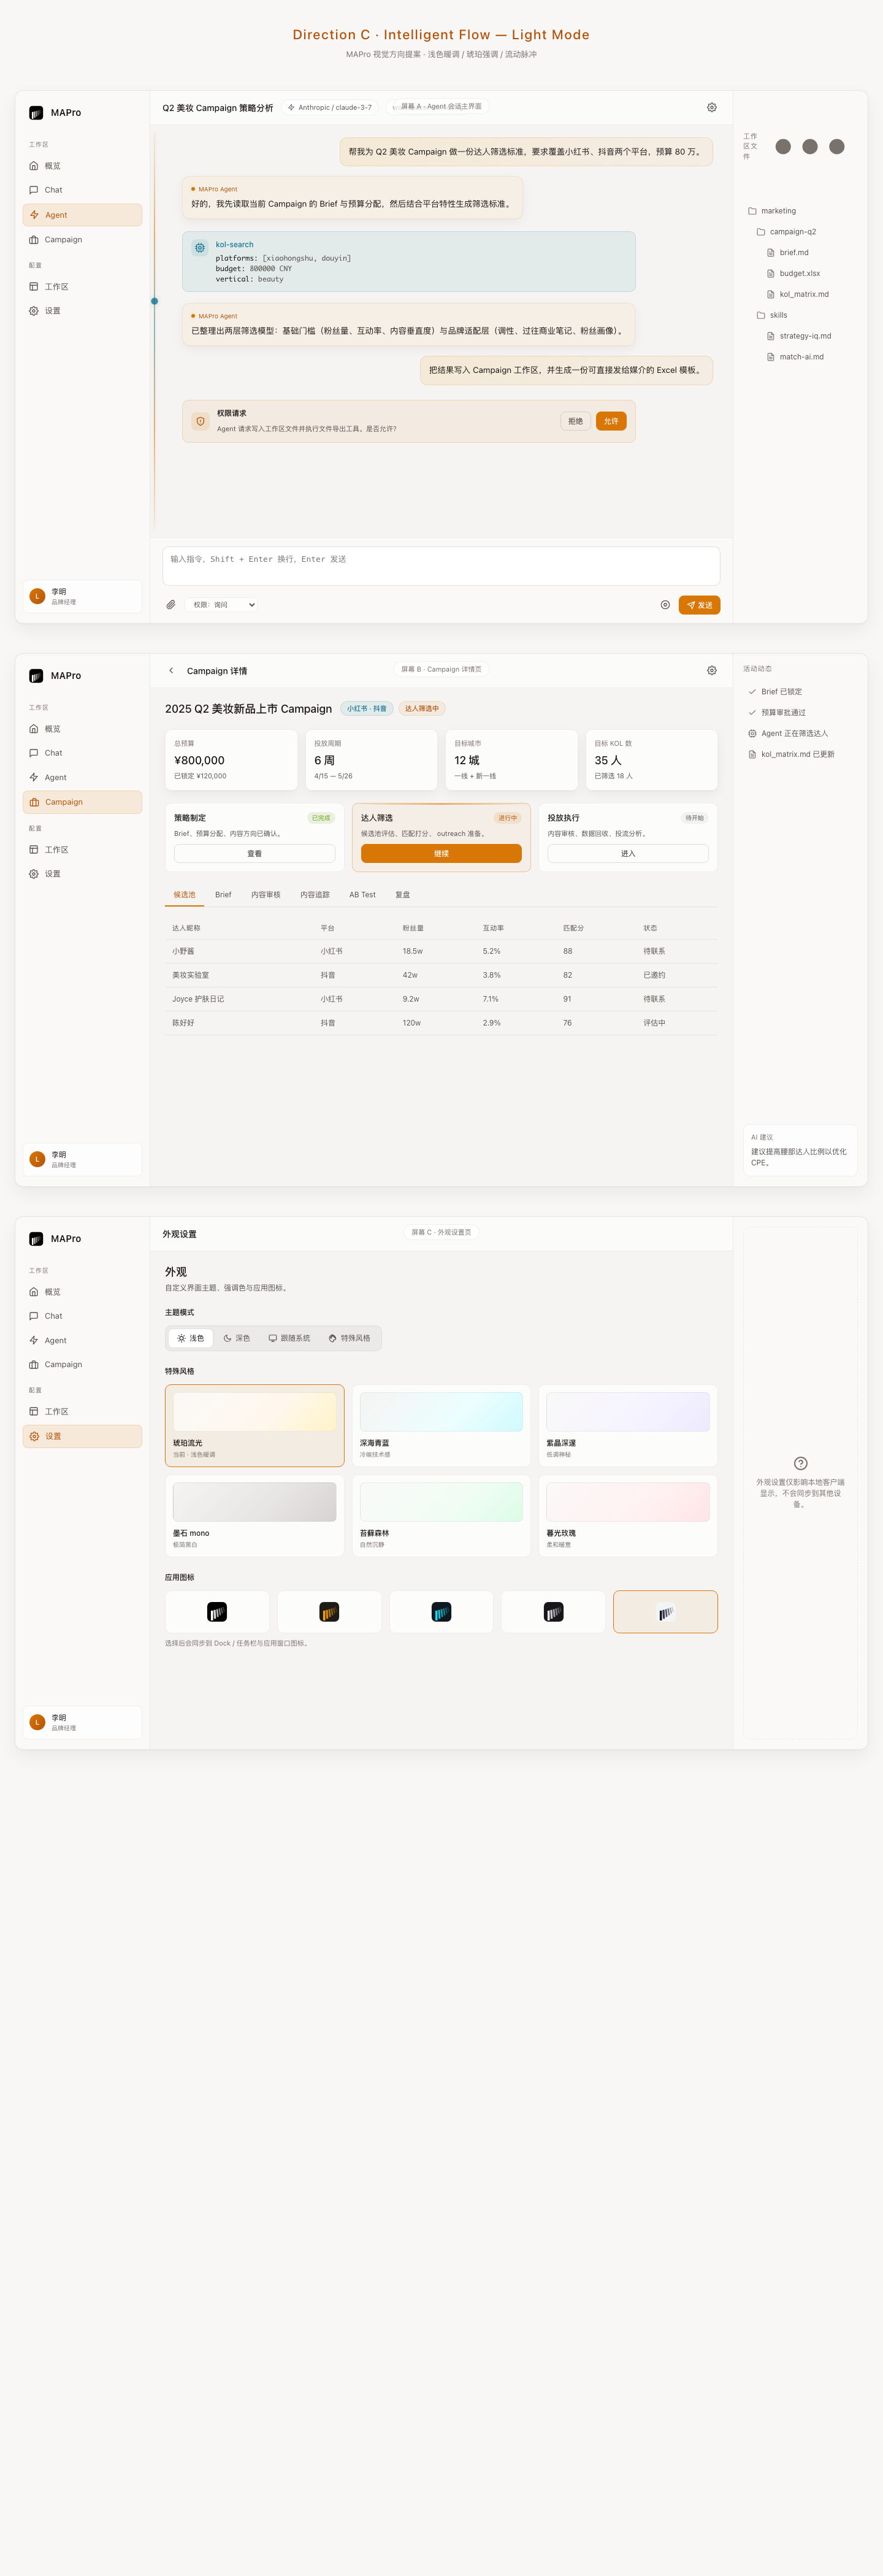 Direction C · Intelligent Flow — Light Mode
MAPro 视觉方向提案 · 浅色暖调 / 琥珀强调 / 流动脉冲
MAPro
工作区
概览
Chat
Agent
Campaign
配置
工作区
设置
L
李明
品牌经理
Q2 美妆 Campaign 策略分析
Anthropic / claude-3-7
屏幕 A · Agent 会话主界面
帮我为 Q2 美妆 Campaign 做一份达人筛选标准，要求覆盖小红书、抖音两个平台，预算 80 万。
MAPro Agent
好的，我先读取当前 Campaign 的 Brief 与预算分配，然后结合平台特性生成筛选标准。
kol-search
platforms: [xiaohongshu, douyin]
budget: 800000 CNY
vertical: beauty
MAPro Agent
已整理出两层筛选模型：基础门槛（粉丝量、互动率、内容垂直度）与品牌适配层（调性、过往商业笔记、粉丝画像）。
把结果写入 Campaign 工作区，并生成一份可直接发给媒介的 Excel 模板。
权限请求
Agent 请求写入工作区文件并执行文件导出工具，是否允许？
拒绝
允许
输入指令，Shift + Enter 换行，Enter 发送
权限：询问
发送
工作
区文
件
marketing
campaign-q2
brief.md
budget.xlsx
kol_matrix.md
skills
strategy-iq.md
match-ai.md
MAPro
工作区
概览
Chat
Agent
Campaign
配置
工作区
设置
L
李明
品牌经理
Campaign 详情
屏幕 B · Campaign 详情页
2025 Q2 美妆新品上市 Campaign
小红书 · 抖音
达人筛选中
总预算
¥800,000
已锁定 ¥120,000
投放周期
6 周
4/15 — 5/26
目标城市
12 城
一线 + 新一线
目标 KOL 数
35 人
已筛选 18 人
策略制定
已完成
Brief、预算分配、内容方向已确认。
查看
达人筛选
进行中
候选池评估、匹配打分、 outreach 准备。
继续
投放执行
待开始
内容审核、数据回收、投流分析。
进入
候选池
Brief
内容审核
内容追踪
AB Test
复盘
达人昵称 平台 粉丝量 互动率 匹配分 状态
小野酱 小红书 18.5w 5.2% 88 待联系
美妆实验室 抖音 42w 3.8% 82 已邀约
Joyce 护肤日记 小红书 9.2w 7.1% 91 待联系
陈好好 抖音 120w 2.9% 76 评估中
活动动态
Brief 已锁定
预算审批通过
Agent 正在筛选达人
kol_matrix.md 已更新
AI 建议
建议提高腰部达人比例以优化
CPE。
MAPro
工作区
概览
Chat
Agent
Campaign
配置
工作区
设置
L
李明
品牌经理
外观设置
屏幕 C · 外观设置页
外观
自定义界面主题、强调色与应用图标。
主题模式
浅色
深色
跟随系统
特殊风格
特殊风格
琥珀流光
当前 · 浅色暖调
深海青蓝
冷端技术感
紫晶深邃
低调神秘
墨石 mono
极简黑白
苔藓森林
自然沉静
暮光玫瑰
柔和暖意
应用图标
选择后会同步到 Dock / 任务栏与应用窗口图标。
外观设置仅影响本地客户端
显示，不会同步到其他设
备。